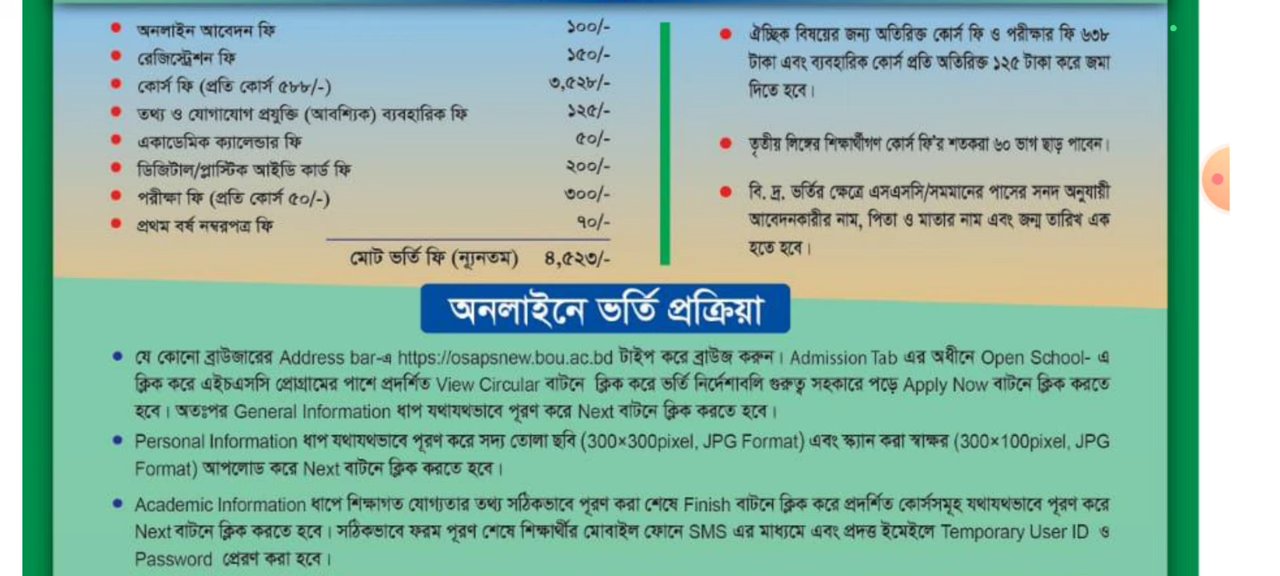 অনলাইন আবেদন ফি ১০০/-
রেজিস্ট্রেশন ফি ১৫০/-
কোর্স ফি (প্রতি কোর্স ৫৮৮/-) ৩,৫২৮/-
তথ্য ও যোগাযোগ প্রযুক্তি (আবশ্যিক) ব্যবহারিক ফি ১২৫/-
একাডেমিক ক্যালেন্ডার ফি ৫০/-
ডিজিটাল/প্লাস্টিক আইডি কার্ড ফি ২০০/-
পরীক্ষা ফি (প্রতি কোর্স ৫০/-) ৩০০/-
প্রথম বর্ষ নম্বরপত্র ফি ৭০/-
মোট ভর্তি ফি (ন্যূনতম) ৪,৫২৩/-
ঐচ্ছিক বিষয়ের জন্য অতিরিক্ত কোর্স ফি ও পরীক্ষার ফি ৬৩৮
টাকা এবং ব্যবহারিক কোর্স প্রতি অতিরিক্ত ১২৫ টাকা করে জমা
দিতে হবে।
তৃতীয় লিঙ্গের শিক্ষার্থীগণ কোর্স ফি'র শতকরা ৬০ ভাগ ছাড় পাবেন।
বি. দ্র. ভর্তির ক্ষেত্রে এসএসসি/সমমানের পাসের সনদ অনুযায়ী
আবেদনকারীর নাম, পিতা ও মাতার নাম এবং জন্ম তারিখ এক
হতে হবে।
অনলাইনে ভর্তি প্রক্রিয়া
যে কোনো ব্রাউজারের Address bar-এ https://osapsnew.bou.ac.bd টাইপ করে ব্রাউজ করুন। Admission Tab এর অধীনে Open School- এ
ক্লিক করে এইচএসসি প্রোগ্রামের পাশে প্রদর্শিত View Circular বাটনে ক্লিক করে ভর্তি নির্দেশাবলি গুরুত্ব সহকারে পড়ে Apply Now বাটনে ক্লিক করতে
হবে। অতঃপর General Information ধাপ যথাযথভাবে পূরণ করে Next বাটনে ক্লিক করতে হবে।
Personal Information ধাপ যথাযথভাবে পূরণ করে সদ্য তোলা ছবি (300×300pixel, JPG Format) এবং স্ক্যান করা স্বাক্ষর (300×100pixel, JPG
Format) আপলোড করে Next বাটনে ক্লিক করতে হবে।
Academic Information ধাপে শিক্ষাগত যোগ্যতার তথ্য সঠিকভাবে পূরণ করা শেষে Finish বাটনে ক্লিক করে প্রদর্শিত কোর্সসমূহ যথাযথভাবে পূরণ করে
Next বাটনে ক্লিক করতে হবে। সঠিকভাবে ফরম পূরণ শেষে শিক্ষার্থীর মোবাইল ফোনে SMS এর মাধ্যমে এবং প্রদত্ত ইমেইলে Temporary User ID ও
Password প্রেরণ করা হবে।